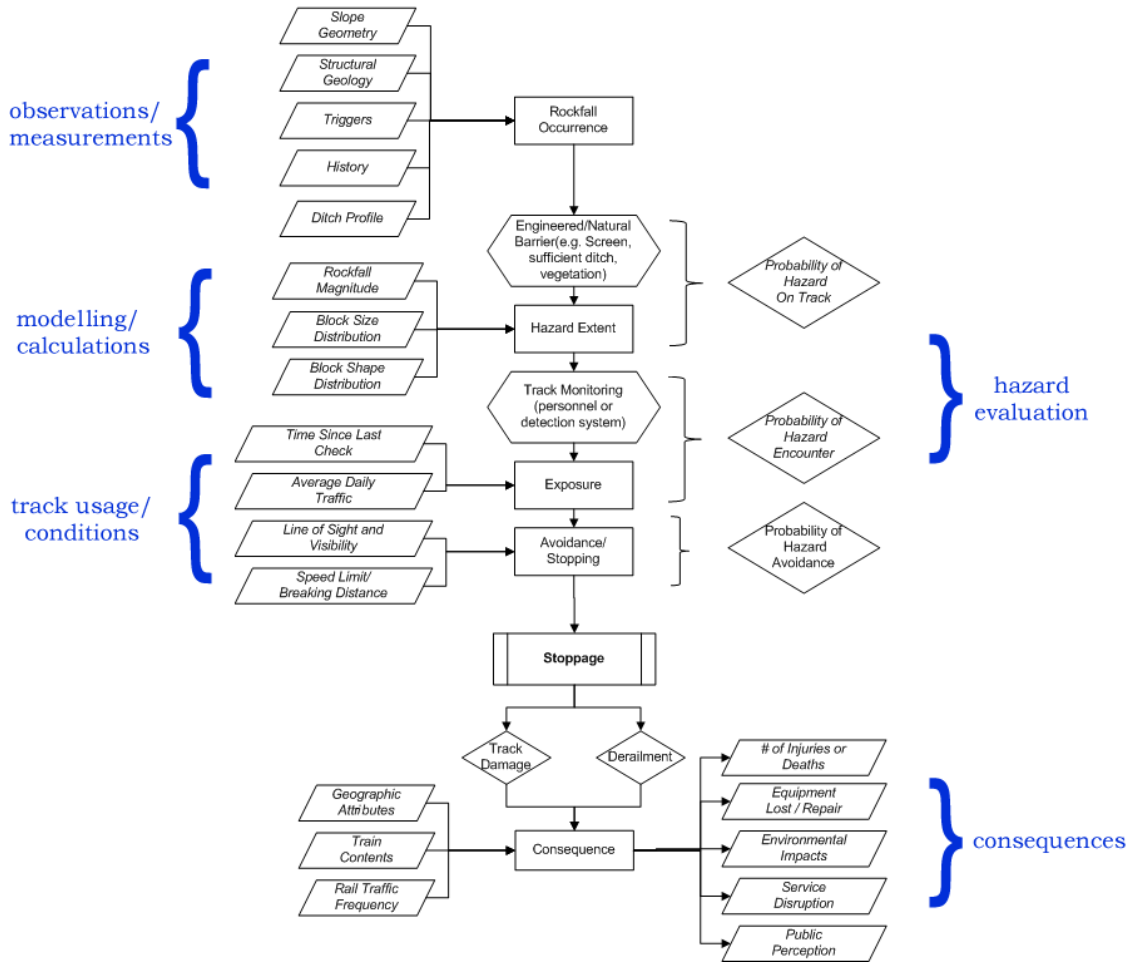 Slope
Geometry
Structural
Geology
Triggers
History
Ditch Profile
observations/
measurements
Rockfall
Occurrence
Engineered/Natural
Barrier(e.g. Screen,
sufficient ditch,
vegetation)
Probability of
Hazard
On Track
Rockfall
Magnitude
Block Size
Distribution
Block Shape
Distribution
modelling/
calculations
Hazard Extent
Track Monitoring
(personnel or
detection system)
Probability of
Hazard
Encounter
hazard
evaluation
Time Since Last
Check
Average Daily
Traffic
Line of Sight and
Visibility
Speed Limit/
Breaking Distance
track usage/
conditions
Exposure
Avoidance/
Stopping
Probability of
Hazard
Avoidance
Stoppage
Track
Damage
Derailment
Geographic
Attributes
Train
Contents
Rail Traffic
Frequency
Consequence
# of Injuries or
Deaths
Equipment
Lost / Repair
Environmental
Impacts
Service
Disruption
Public
Perception
consequences